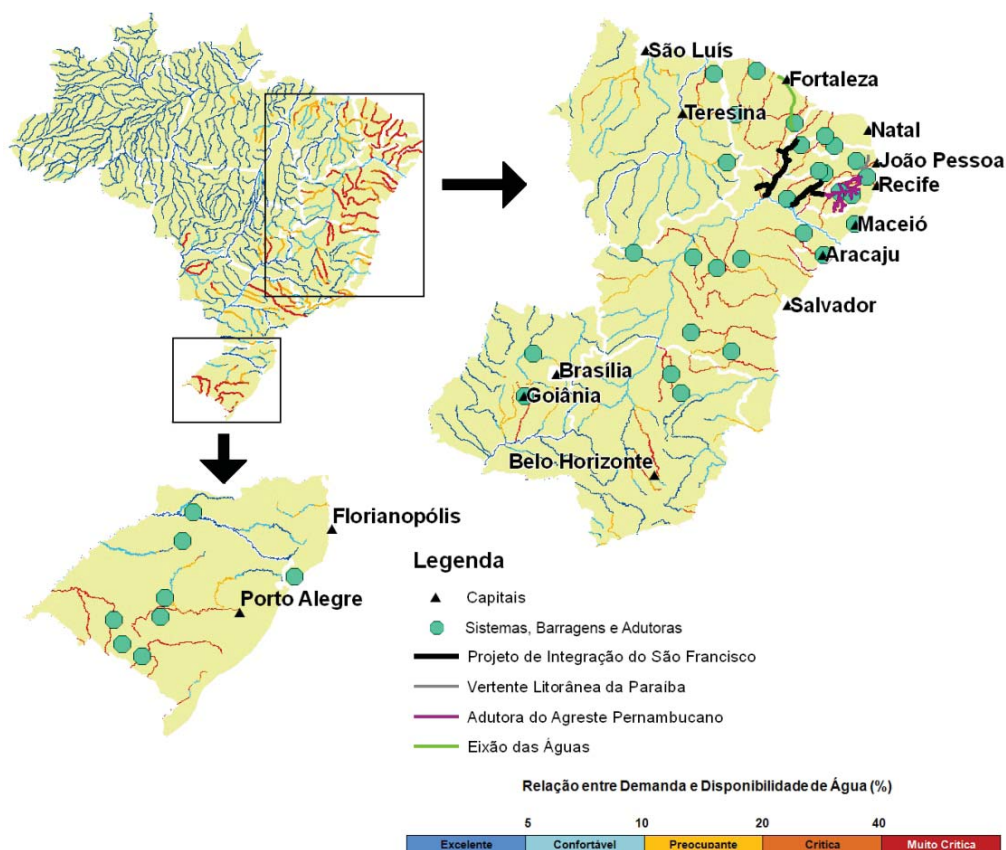 São Luís
Fortaleza
Teresina
Natal
João Pessoa
Recife
Maceió
Aracaju
Salvador
Brasília
Goiânia
Belo Horizonte
Florianopólis
Porto Alegre
Legenda
Capitais
Sistemas, Barragens e Adutoras
Projeto de Integração do São Francisco
Vertente Litorânea da Paraíba
Adutora do Agreste Pernambucano
Eixão das Águas
Relação entre Demanda e Disponibilidade de Água (%)
5 10 20 40
Excelente Confortável Preocupante Crítica Muito Crítica